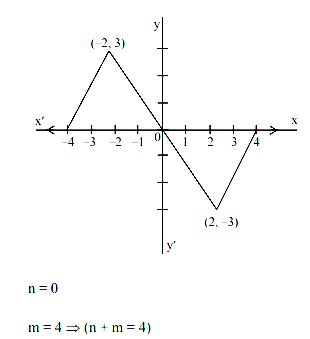 y
(–2, 3)
x′ x
–4 –3 –2 –1 0 1 2 3 4
(2, –3)
y′
n = 0
m = 4 ⇒ (n + m = 4)